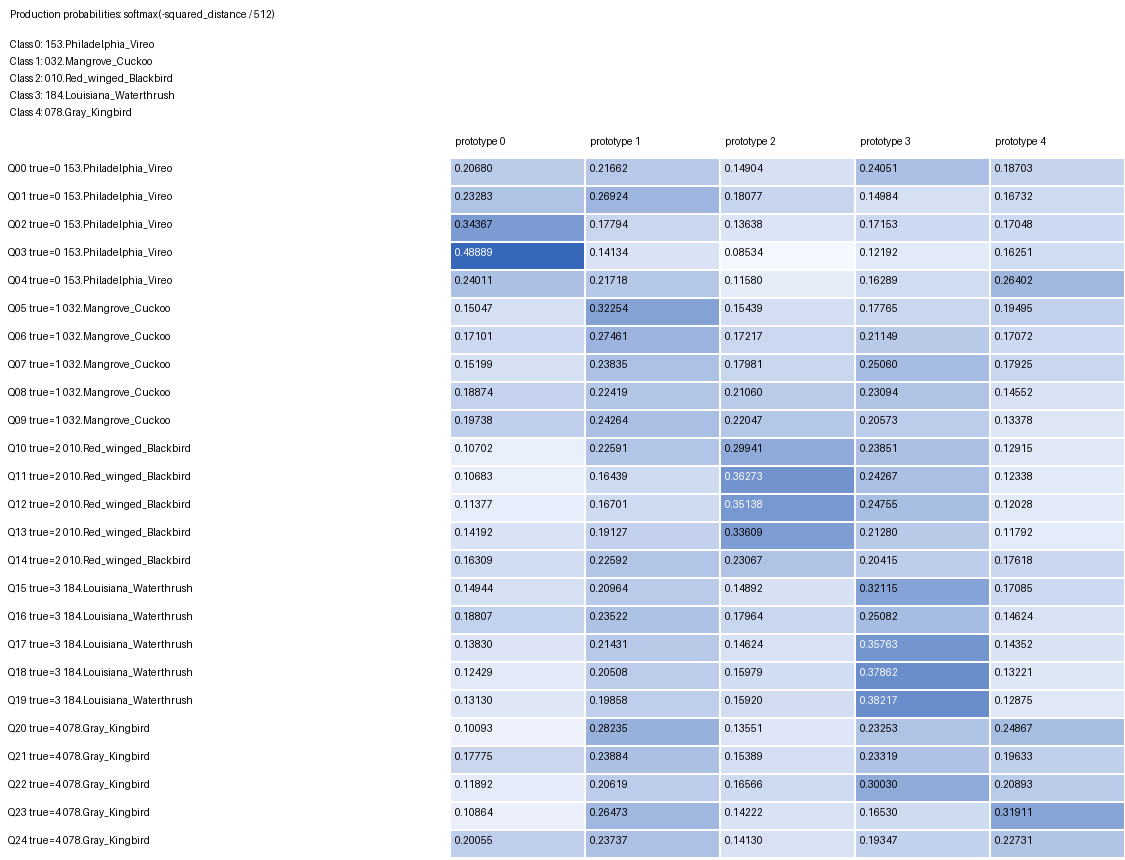 Production probabilities: softmax(-squared_distance / 512)
Class 0: 153.Philadelphia_Vireo
Class 1: 032.Mangrove_Cuckoo
Class 2: 010.Red_winged_Blackbird
Class 3: 184.Louisiana_Waterthrush
Class 4: 078.Gray_Kingbird
prototype 0 prototype 1 prototype 2 prototype 3 prototype 4
Q00 true=0 153.Philadelphia_Vireo 0.20680 0.21662 0.14904 0.24051 0.18703
Q01 true=0 153.Philadelphia_Vireo 0.23283 0.26924 0.18077 0.14984 0.16732
Q02 true=0 153.Philadelphia_Vireo 0.34367 0.17794 0.13638 0.17153 0.17048
Q03 true=0 153.Philadelphia_Vireo 0.48889 0.14134 0.08534 0.12192 0.16251
Q04 true=0 153.Philadelphia_Vireo 0.24011 0.21718 0.11580 0.16289 0.26402
Q05 true=1 032.Mangrove_Cuckoo 0.15047 0.32254 0.15439 0.17765 0.19495
Q06 true=1 032.Mangrove_Cuckoo 0.17101 0.27461 0.17217 0.21149 0.17072
Q07 true=1 032.Mangrove_Cuckoo 0.15199 0.23835 0.17981 0.25060 0.17925
Q08 true=1 032.Mangrove_Cuckoo 0.18874 0.22419 0.21060 0.23094 0.14552
Q09 true=1 032.Mangrove_Cuckoo 0.19738 0.24264 0.22047 0.20573 0.13378
Q10 true=2 010.Red_winged_Blackbird 0.10702 0.22591 0.29941 0.23851 0.12915
Q11 true=2 010.Red_winged_Blackbird 0.10683 0.16439 0.36273 0.24267 0.12338
Q12 true=2 010.Red_winged_Blackbird 0.11377 0.16701 0.35138 0.24755 0.12028
Q13 true=2 010.Red_winged_Blackbird 0.14192 0.19127 0.33609 0.21280 0.11792
Q14 true=2 010.Red_winged_Blackbird 0.16309 0.22592 0.23067 0.20415 0.17618
Q15 true=3 184.Louisiana_Waterthrush 0.14944 0.20964 0.14892 0.32115 0.17085
Q16 true=3 184.Louisiana_Waterthrush 0.18807 0.23522 0.17964 0.25082 0.14624
Q17 true=3 184.Louisiana_Waterthrush 0.13830 0.21431 0.14624 0.35763 0.14352
Q18 true=3 184.Louisiana_Waterthrush 0.12429 0.20508 0.15979 0.37862 0.13221
Q19 true=3 184.Louisiana_Waterthrush 0.13130 0.19858 0.15920 0.38217 0.12875
Q20 true=4 078.Gray_Kingbird 0.10093 0.28235 0.13551 0.23253 0.24867
Q21 true=4 078.Gray_Kingbird 0.17775 0.23884 0.15389 0.23319 0.19633
Q22 true=4 078.Gray_Kingbird 0.11892 0.20619 0.16566 0.30030 0.20893
Q23 true=4 078.Gray_Kingbird 0.10864 0.26473 0.14222 0.16530 0.31911
Q24 true=4 078.Gray_Kingbird 0.20055 0.23737 0.14130 0.19347 0.22731